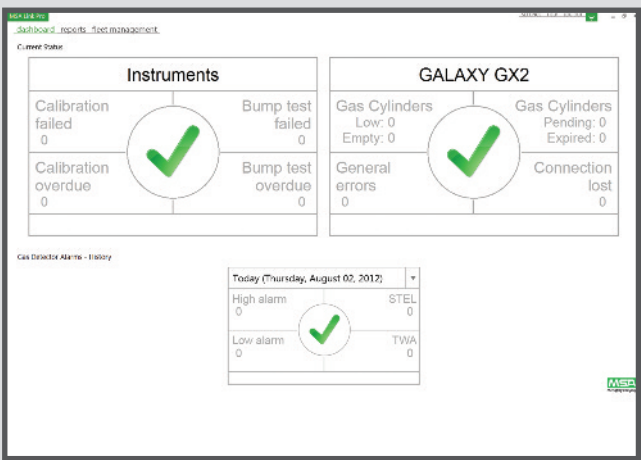 MSA Link Pro
dashboard reports fleet management
Current Status
Instruments
Calibration failed
0
Bump test failed
0
Calibration overdue
0
Bump test overdue
0
GALAXY GX2
Gas Cylinders
Low: 0
Empty: 0
Gas Cylinders
Pending: 0
Expired: 0
General errors
0
Connection lost
0
Gas Detector Alarms - History
Today (Thursday, August 02, 2012)
High alarm
0
STEL
0
Low alarm
0
TWA
0
MSA